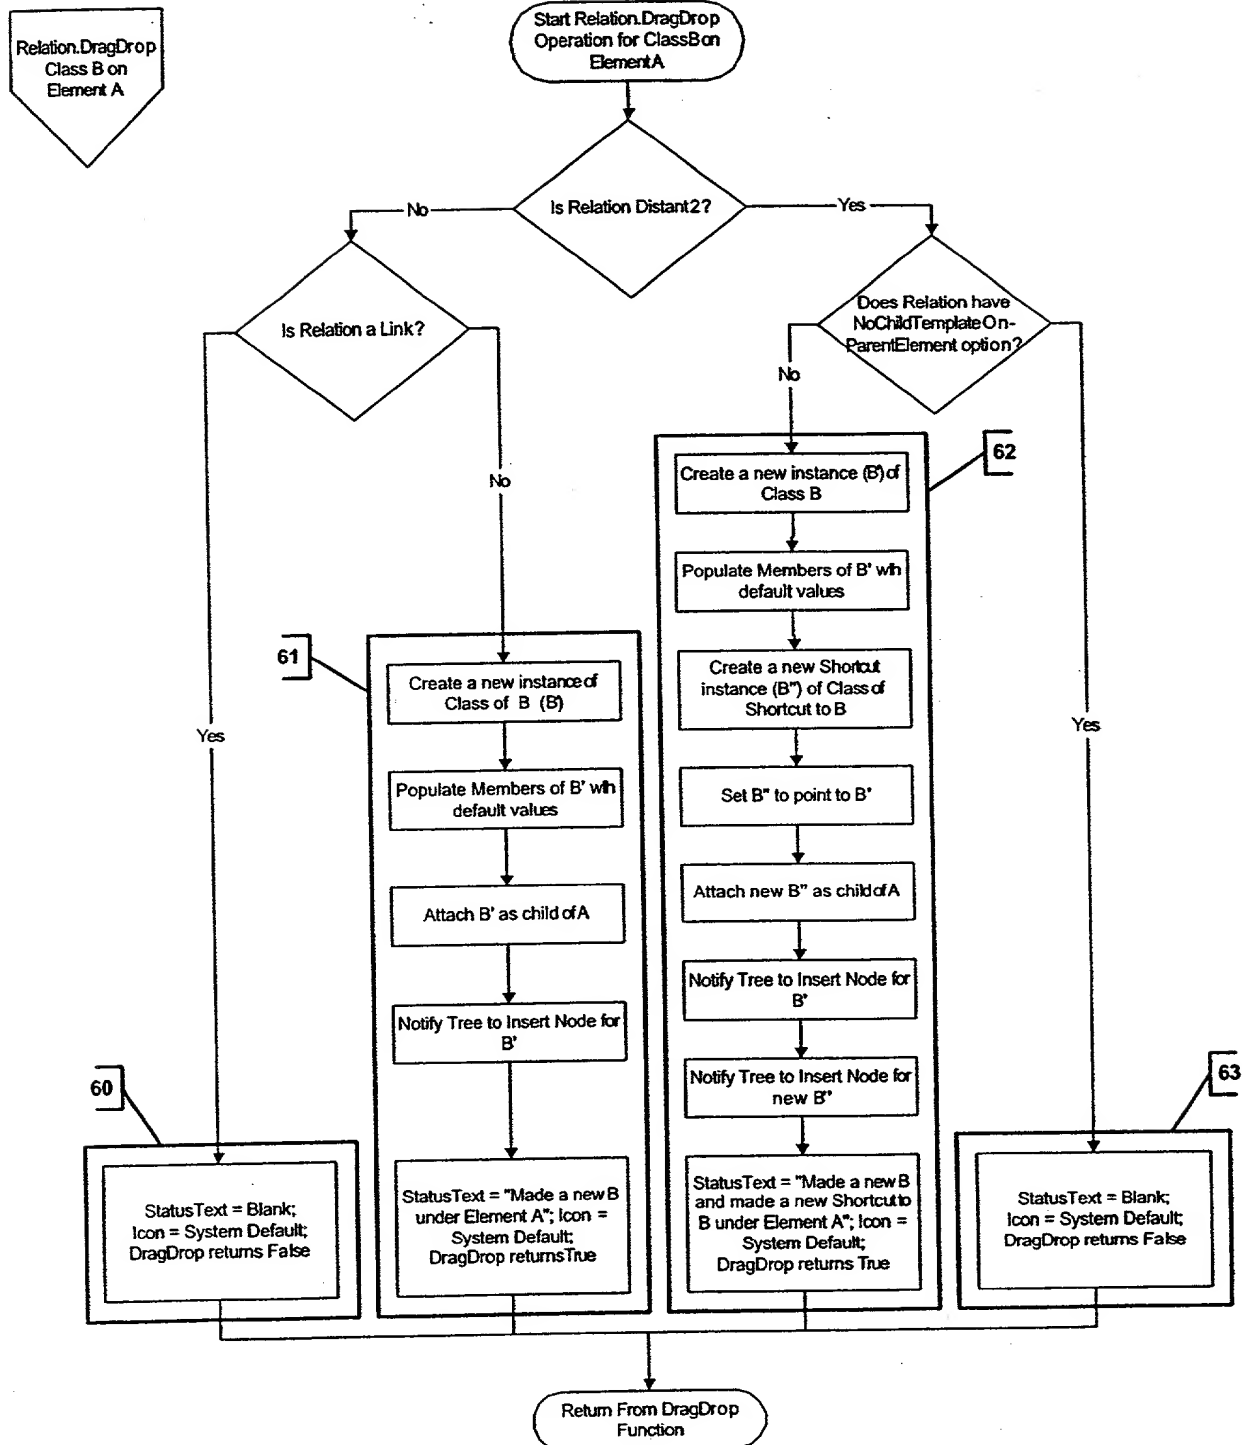 Relation.DragDrop
Class B on
Element A
Start Relation.DragDrop
Operation for ClassB on
Element A
Is Relation Distant2?
No
Yes
Is Relation a Link?
Does Relation have
NoChildTemplateOn-
ParentElement option?
No
No
Yes
Yes
62
Create a new instance (B') of
Class B
Populate Members of B' wih
default values
Create a new Shortcut
instance (B'') of Class of
Shortcut to B
Set B'' to point to B'
Attach new B'' as child of A
Notify Tree to Insert Node for
B'
Notify Tree to Insert Node for
new B''
StatusText = "Made a new B
and made a new Shortcut to
B under Element A"; Icon =
System Default;
DragDrop returns True
61
Create a new instance of
Class of B (B')
Populate Members of B' wih
default values
Attach B' as child of A
Notify Tree to Insert Node for
B'
StatusText = "Made a new B
under Element A"; Icon =
System Default;
DragDrop returns True
60
StatusText = Blank;
Icon = System Default;
DragDrop returns False
63
StatusText = Blank;
Icon = System Default;
DragDrop returns False
Return From DragDrop
Function